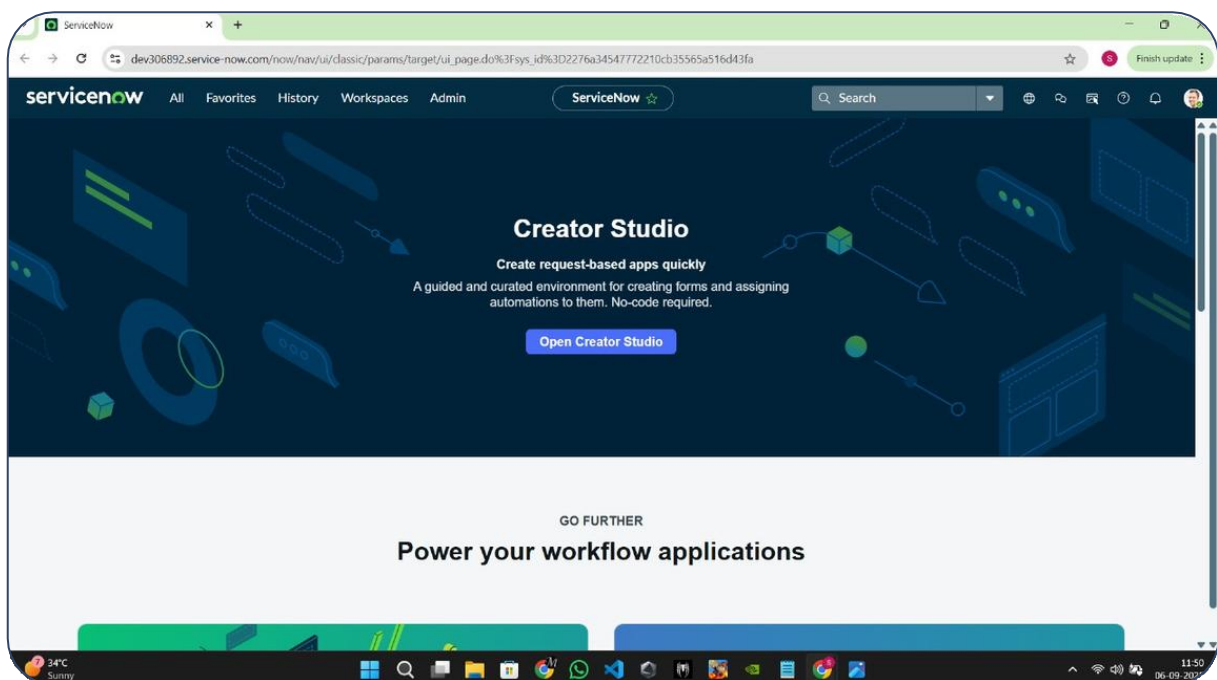 ServiceNow
dev306892.service-now.com/now/nav/ui/classic/params/target/ui_page.do%3Fsys_id%3D2276a34547772210cb35565a516d43fa
S
Finish update
servicenow All Favorites History Workspaces Admin ServiceNow Search
Creator Studio
Create request-based apps quickly
A guided and curated environment for creating forms and assigning
automations to them. No-code required.
Open Creator Studio
GO FURTHER
Power your workflow applications
34°C
Sunny
11:50
06-09-2025